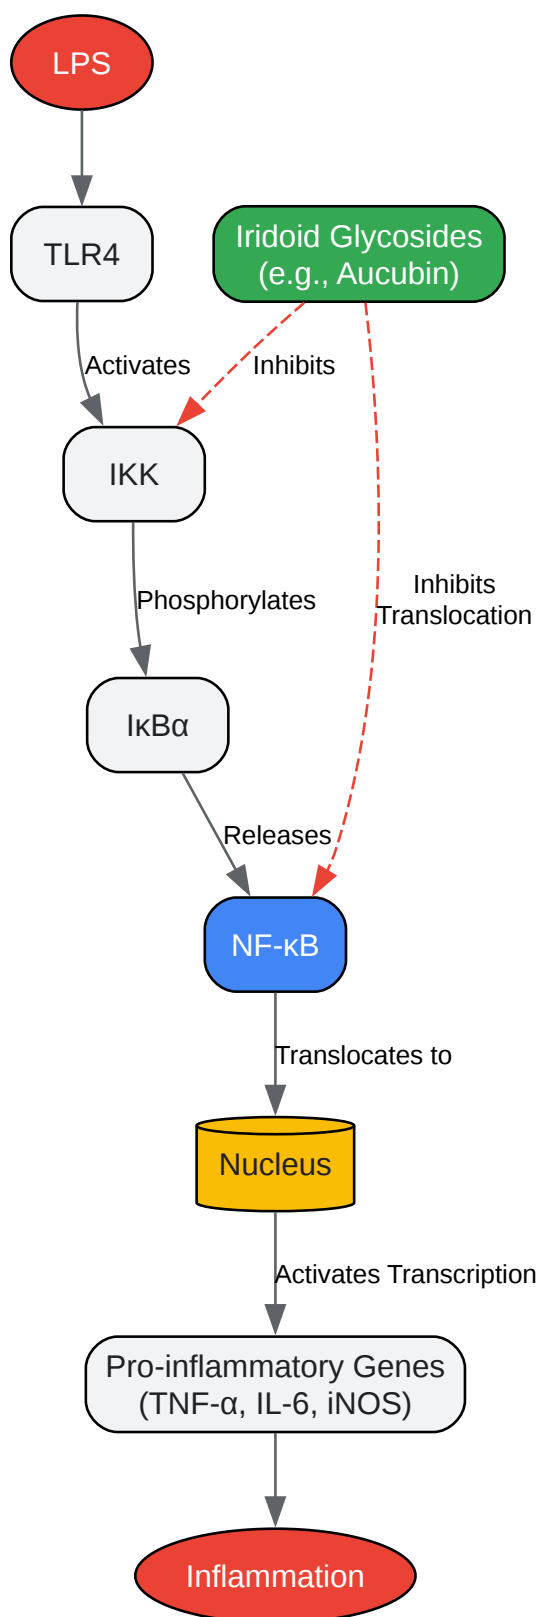 LPS
TLR4
Iridoid Glycosides
(e.g., Aucubin)
Activates
Inhibits
IKK
Phosphorylates
Inhibits
Translocation
IκBα
Releases
NF-κB
Translocates to
Nucleus
Activates Transcription
Pro-inflammatory Genes
(TNF-α, IL-6, iNOS)
Inflammation